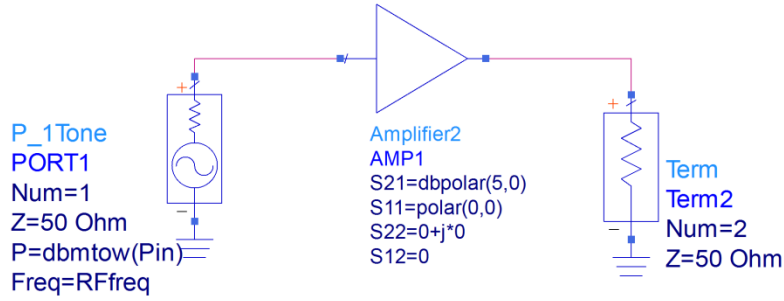 P_1Tone
PORT1
Num=1
Z=50 Ohm
P=dbmtow(Pin)
Freq=RFfreq
Amplifier2
AMP1
S21=dbpolar(5,0)
S11=polar(0,0)
S22=0+j*0
S12=0
Term
Term2
Num=2
Z=50 Ohm